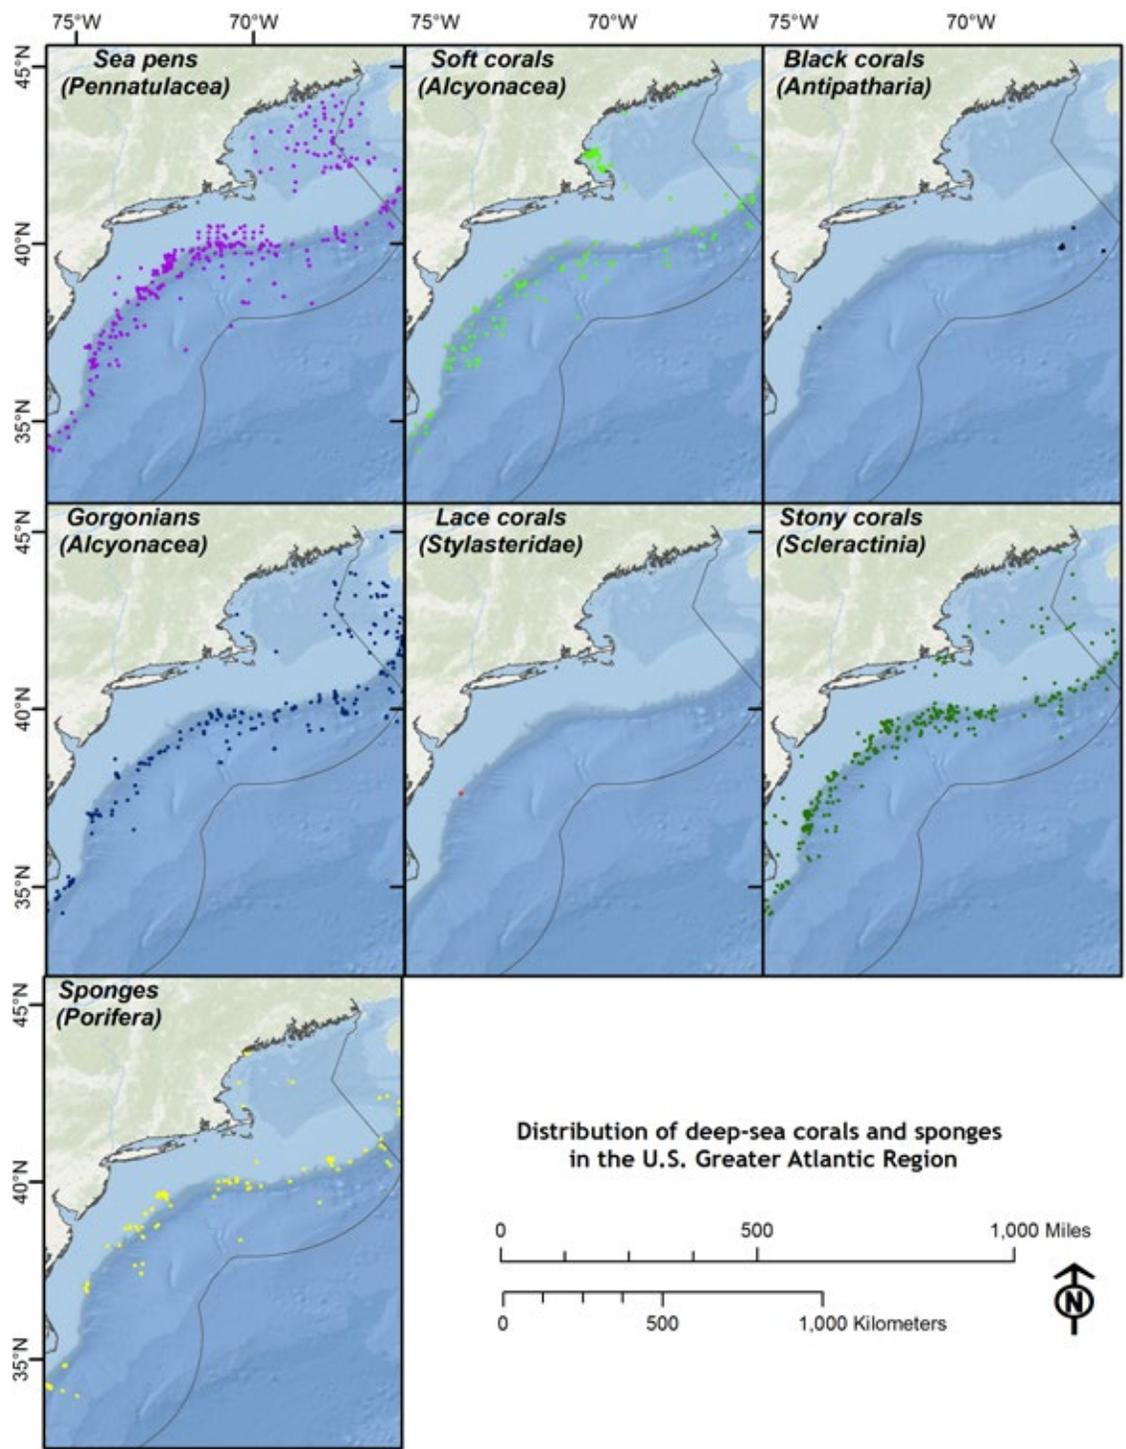 75°W 70°W 75°W 70°W 75°W 70°W
45°N
Sea pens
(Pennatulacea)
Soft corals
(Alcyonacea)
Black corals
(Antipatharia)
40°N
35°N
45°N
Gorgonians
(Alcyonacea)
Lace corals
(Stylasteridae)
Stony corals
(Scleractinia)
40°N
35°N
45°N
Sponges
(Porifera)
40°N
35°N
Distribution of deep-sea corals and sponges
in the U.S. Greater Atlantic Region
0 500 1,000 Miles
0 500 1,000 Kilometers
N